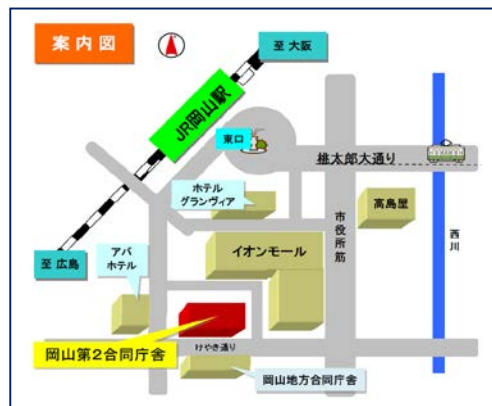 案内図
至 大阪
JR岡山駅
東口
桃太郎大通り
ホテル
グランヴィア
高島屋
市役所筋
西川
至 広島
アパ
ホテル
イオンモール
岡山第２合同庁舎
けやき通り
岡山地方合同庁舎